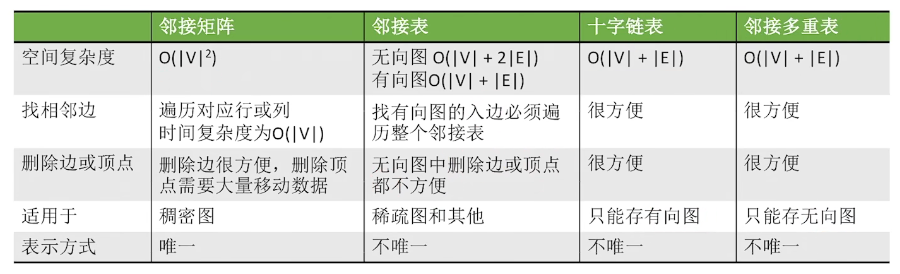 邻接矩阵 邻接表 十字链表 邻接多重表
空间复杂度 O(|V|²) 无向图 O(|V| + 2|E|) O(|V| + |E|) O(|V| + |E|)
有向图O(|V| + |E|)
找相邻边 遍历对应行或列 找有向图的入边必须遍 很方便 很方便
时间复杂度为O(|V|) 历整个邻接表
删除边或顶点 删除边很方便，删除顶 无向图中删除边或顶点 很方便 很方便
点需要大量移动数据 都不方便
适用于 稠密图 稀疏图和其他 只能存有向图 只能存无向图
表示方式 唯一 不唯一 不唯一 不唯一